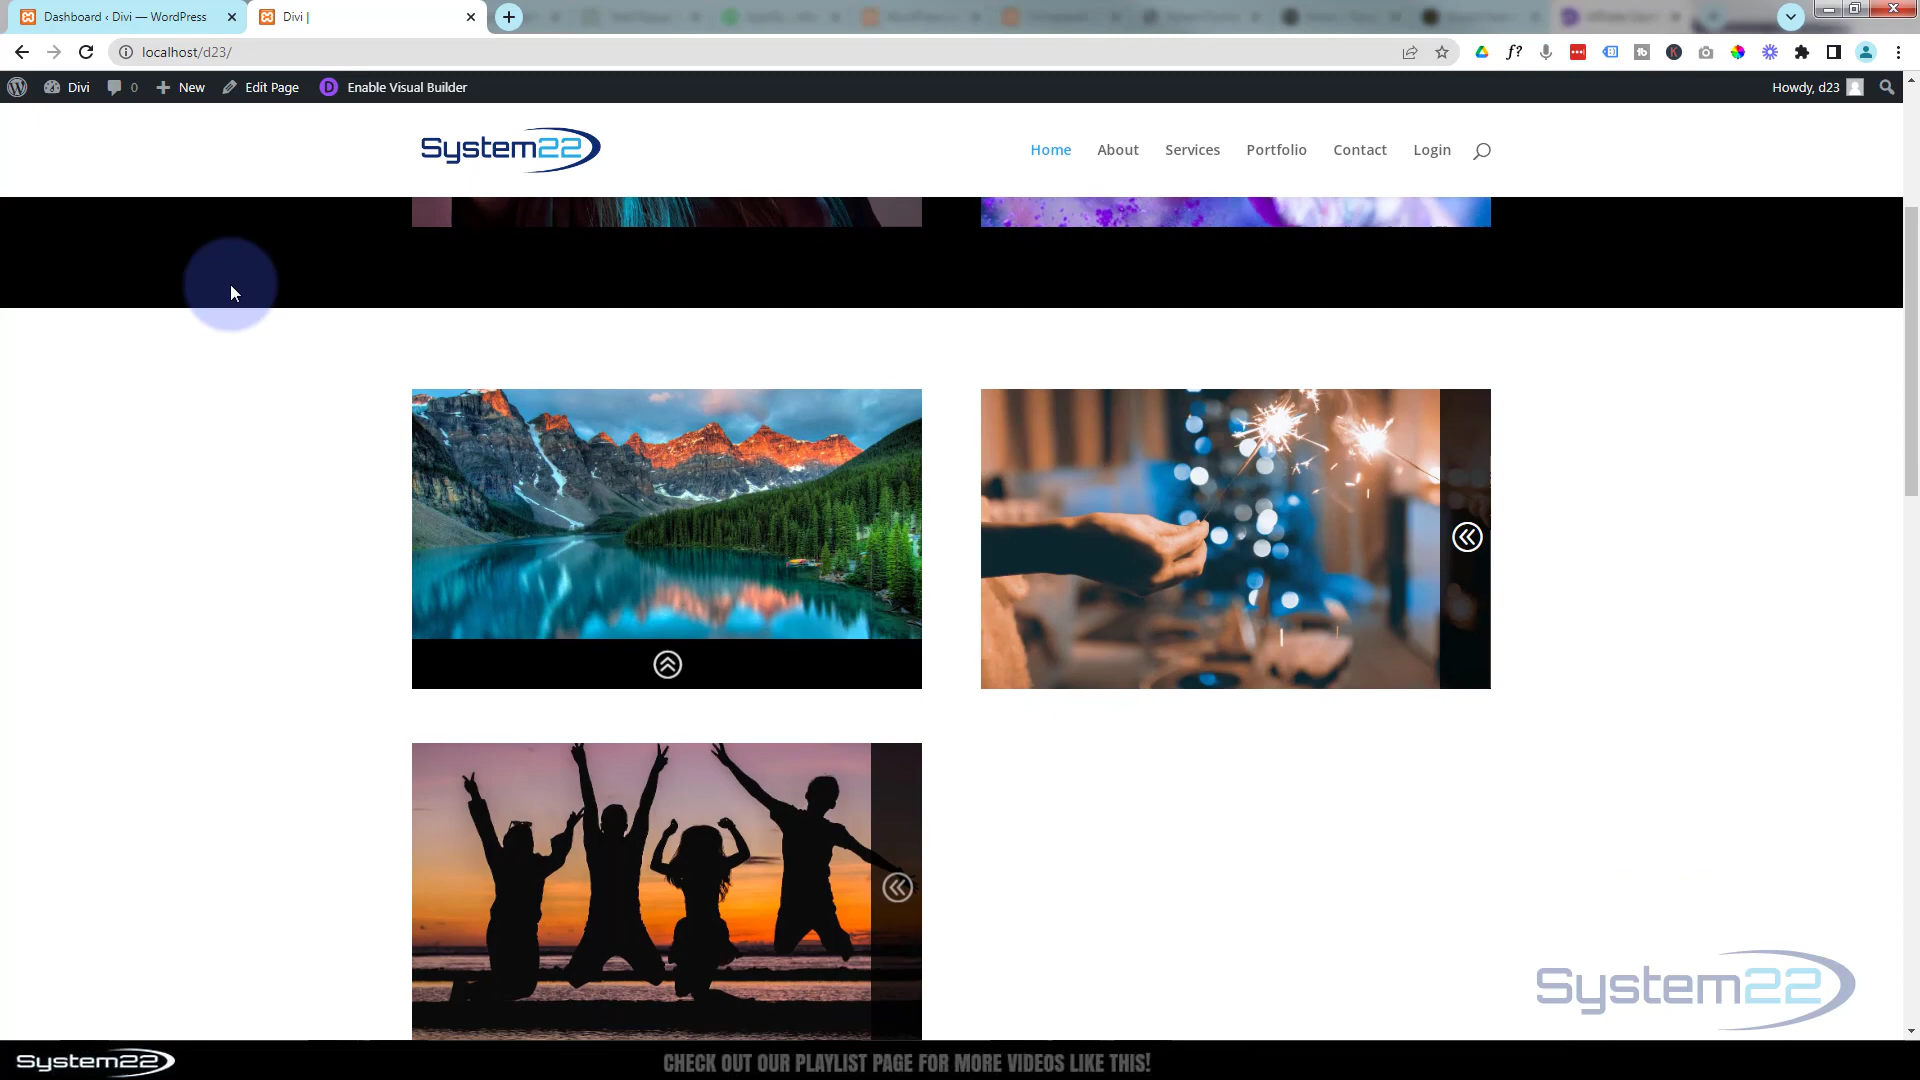 Dashboard ‹ Divi — WordPress
Divi |
localhost/d23/
Divi
0
New
Edit Page
Enable Visual Builder
Howdy, d23
System22
Home
About
Services
Portfolio
Contact
Login
System22
System22
CHECK OUT OUR PLAYLIST PAGE FOR MORE VIDEOS LIKE THIS!